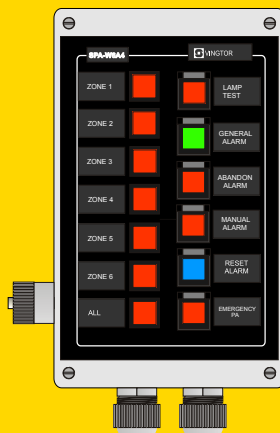 SPA-W6A4
VINGTOR
ZONE 1
ZONE 2
ZONE 3
ZONE 4
ZONE 5
ZONE 6
ALL
LAMP
TEST
GENERAL
ALARM
ABANDON
ALARM
MANUAL
ALARM
RESET
ALARM
EMERGENCY
PA